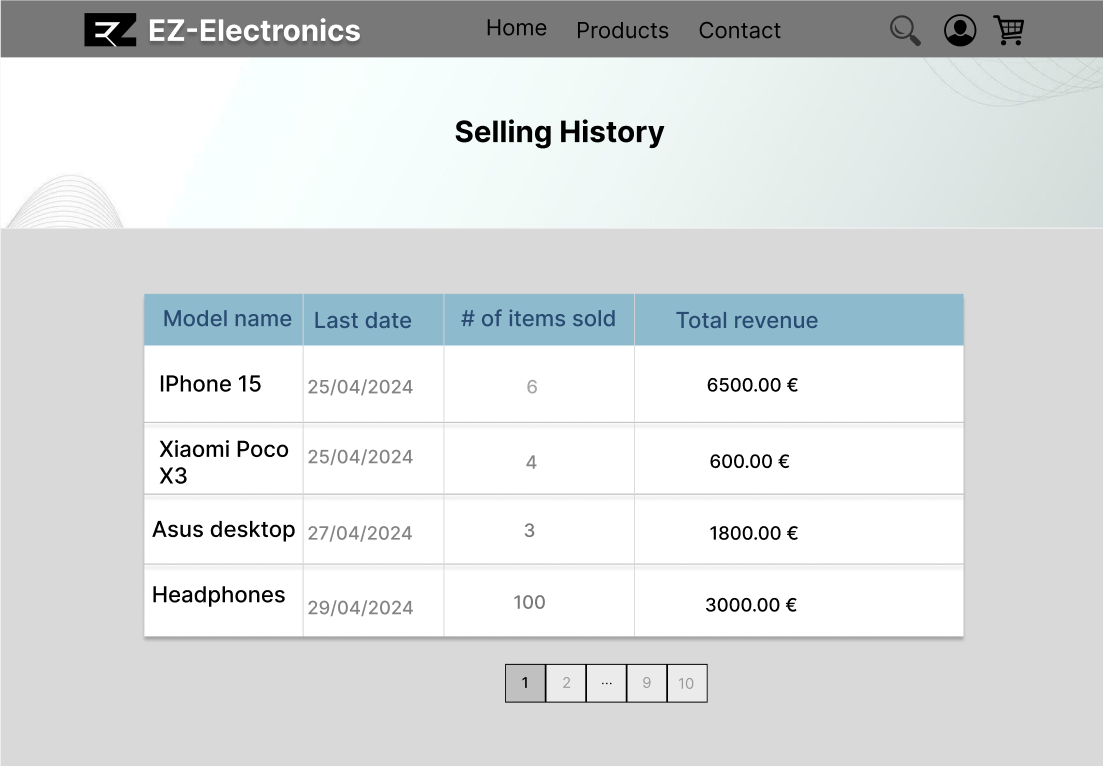 EZ EZ-Electronics Home Products Contact
Selling History
Model name Last date # of items sold Total revenue
IPhone 15 25/04/2024 6 6500.00 €
Xiaomi Poco X3 25/04/2024 4 600.00 €
Asus desktop 27/04/2024 3 1800.00 €
Headphones 29/04/2024 100 3000.00 €
1 2 ... 9 10